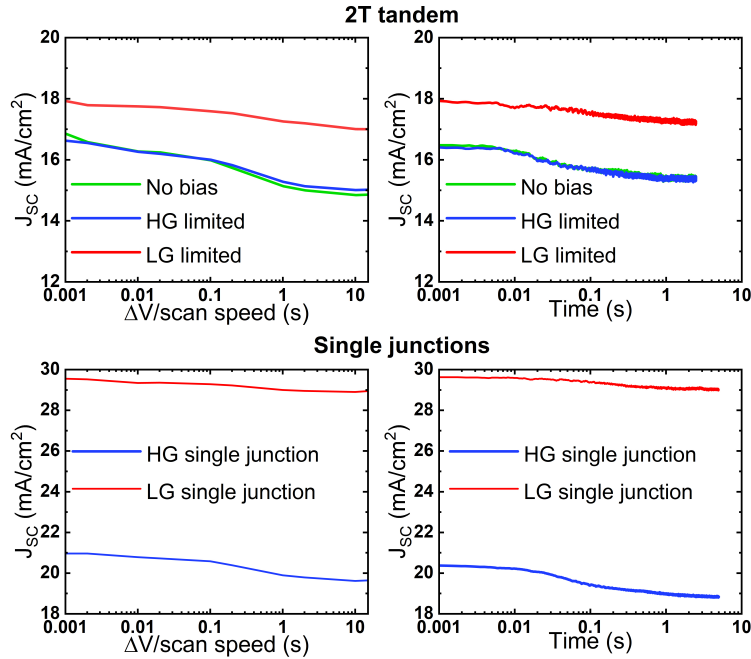 2T tandem
20
18
16
14
12
J_SC (mA/cm²)
No bias
HG limited
LG limited
0.001 0.01 0.1 1 10
ΔV/scan speed (s)
20
18
16
14
12
J_SC (mA/cm²)
No bias
HG limited
LG limited
0.001 0.01 0.1 1 10
Time (s)
Single junctions
30
28
26
24
22
20
18
J_SC (mA/cm²)
HG single junction
LG single junction
0.001 0.01 0.1 1 10
ΔV/scan speed (s)
30
28
26
24
22
20
18
J_SC (mA/cm²)
HG single junction
LG single junction
0.001 0.01 0.1 1 10
Time (s)